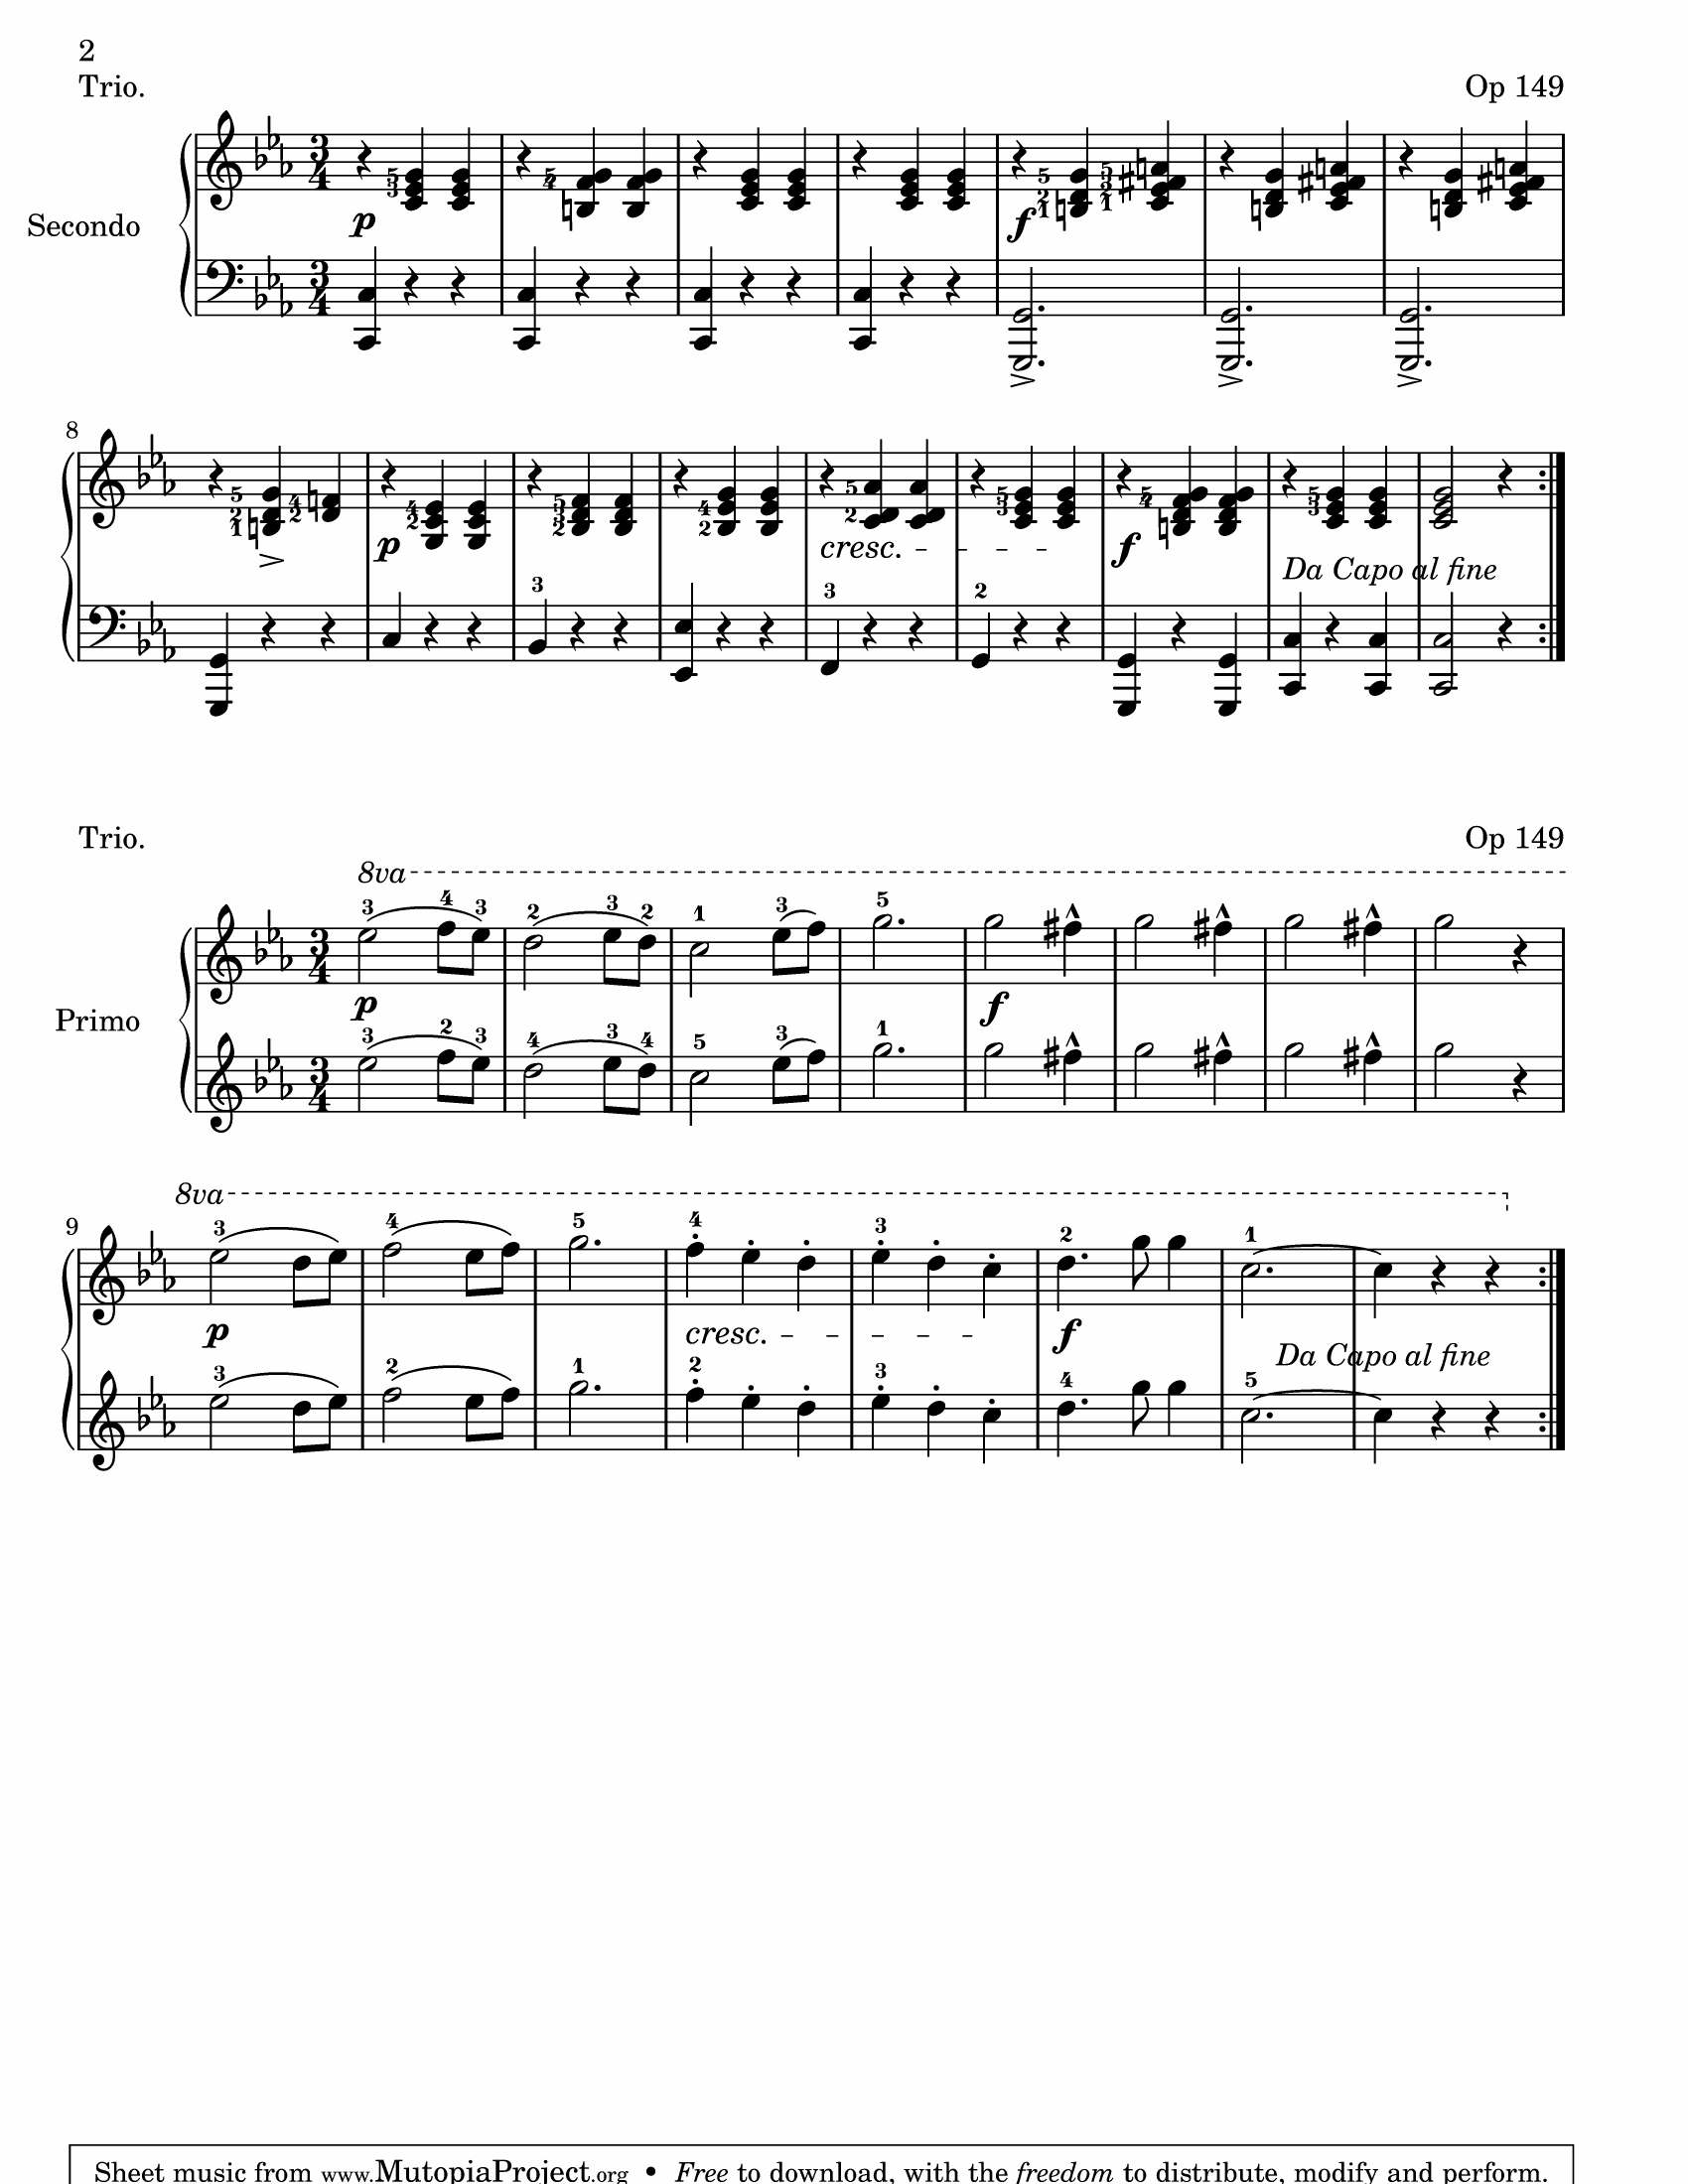 2
Trio. Op 149
Secondo
p f
8
p cresc. f
Da Capo al fine
Trio. Op 149
8va
Primo
p f
8va
9
p cresc. f
Da Capo al fine
Sheet music from www.MutopiaProject.org • Free to download, with the freedom to distribute, modify and perform.